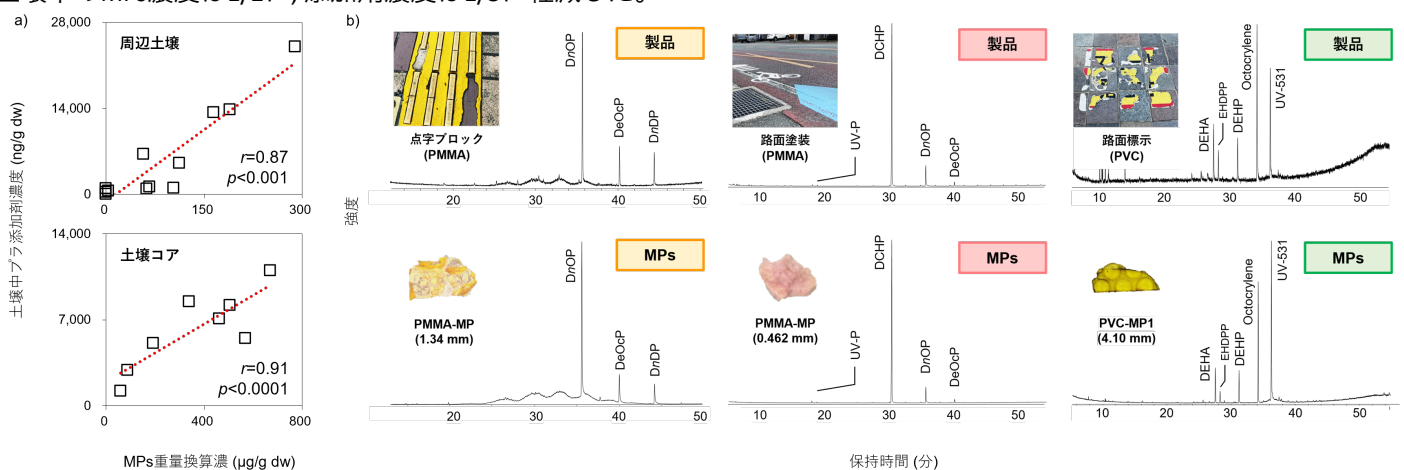 a)
28,000
周辺土壌
14,000
r=0.87
p<0.001
0
0
150
300
14,000
土壌コア
7,000
r=0.91
p<0.0001
0
0
400
800
土壌中プラ添加剤濃度 (ng/g dw)
MPs重量換算濃 (µg/g dw)
b)
強度
製品
点字ブロック
(PMMA)
DnOP
DeOcP
DnDP
20
30
40
50
製品
路面塗装
(PMMA)
UV-P
DCHP
DnOP
DeOcP
10
20
30
40
50
製品
路面標示
(PVC)
DEHA
EHDPP
DEHP
Octocrylene
UV-531
10
20
30
40
50
MPs
PMMA-MP
(1.34 mm)
DnOP
DeOcP
DnDP
20
30
40
50
MPs
PMMA-MP
(0.462 mm)
UV-P
DCHP
DnOP
DeOcP
10
20
30
40
50
MPs
PVC-MP1
(4.10 mm)
DEHA
EHDPP
DEHP
Octocrylene
UV-531
10
20
30
40
50
保持時間 (分)